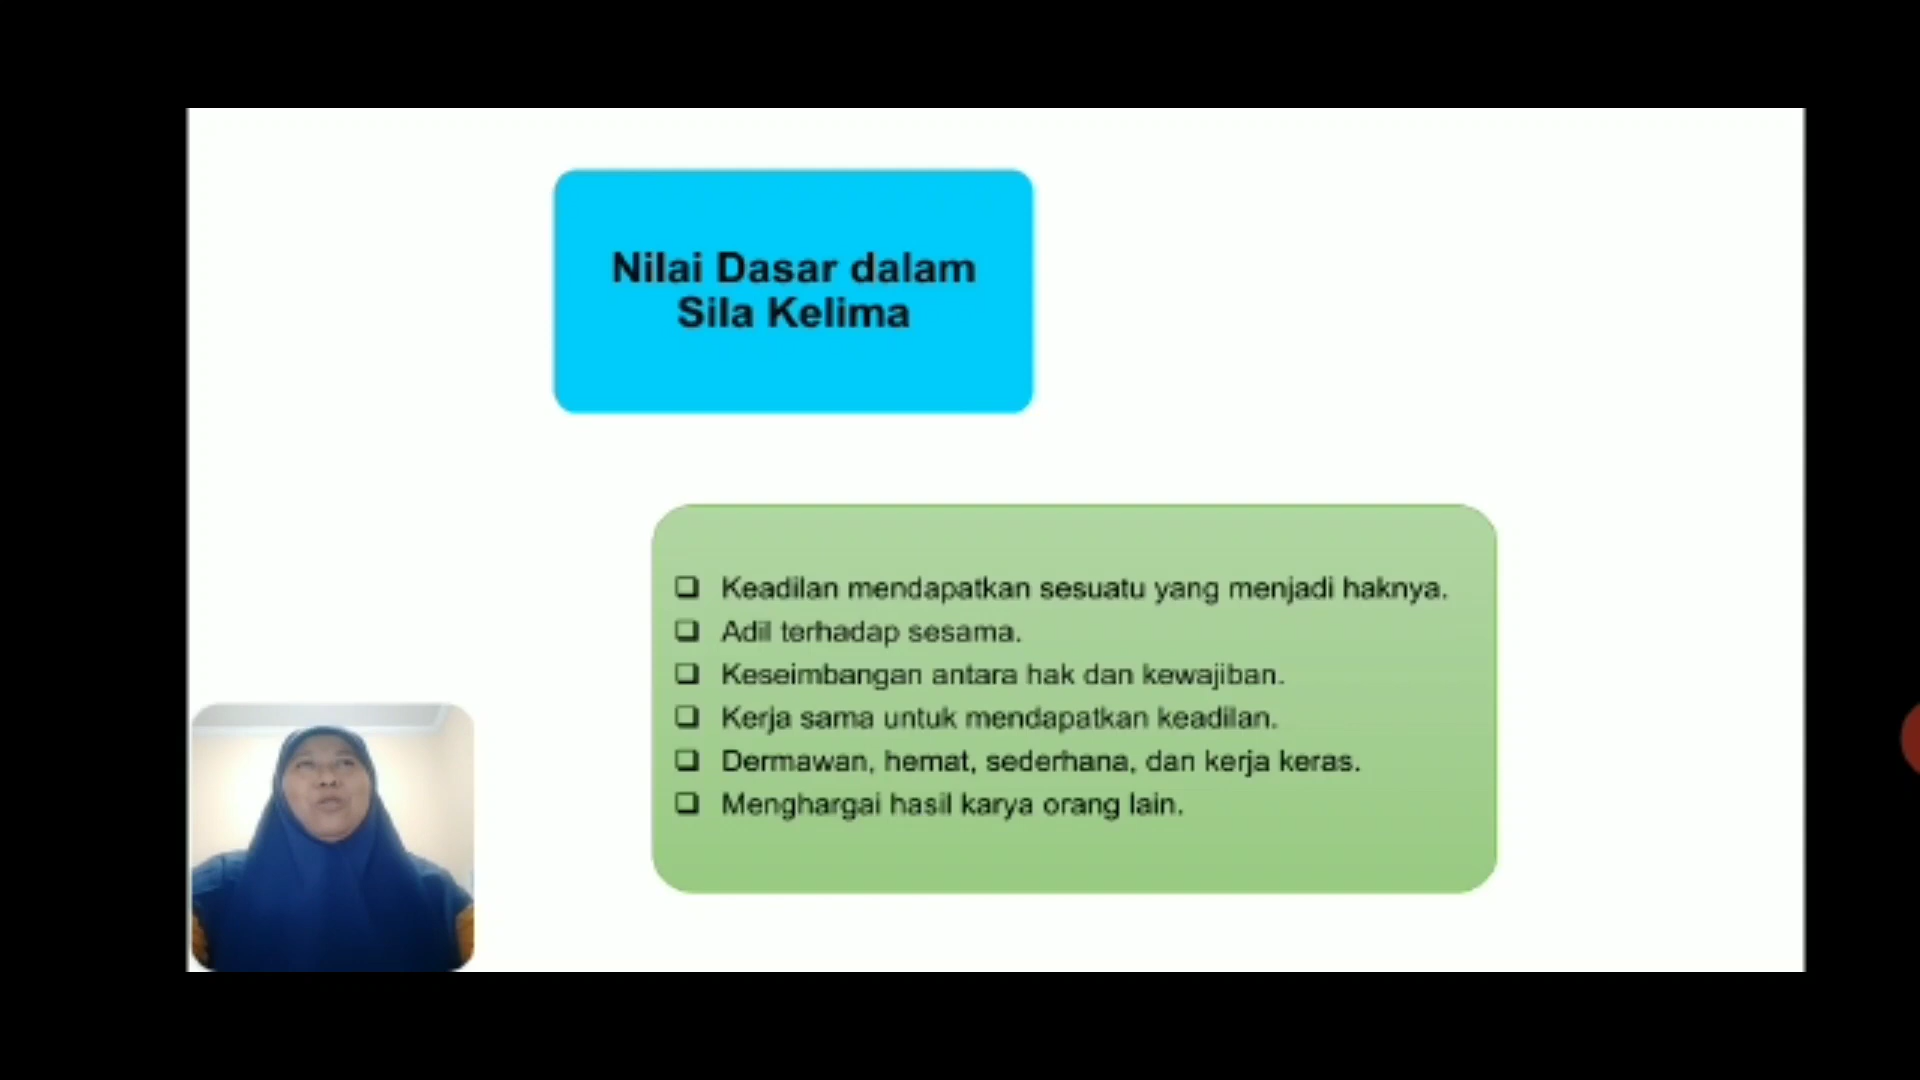 Nilai Dasar dalam
Sila Kelima
Keadilan mendapatkan sesuatu yang menjadi haknya.
Adil terhadap sesama.
Keseimbangan antara hak dan kewajiban.
Kerja sama untuk mendapatkan keadilan.
Dermawan, hemat, sederhana, dan kerja keras.
Menghargai hasil karya orang lain.